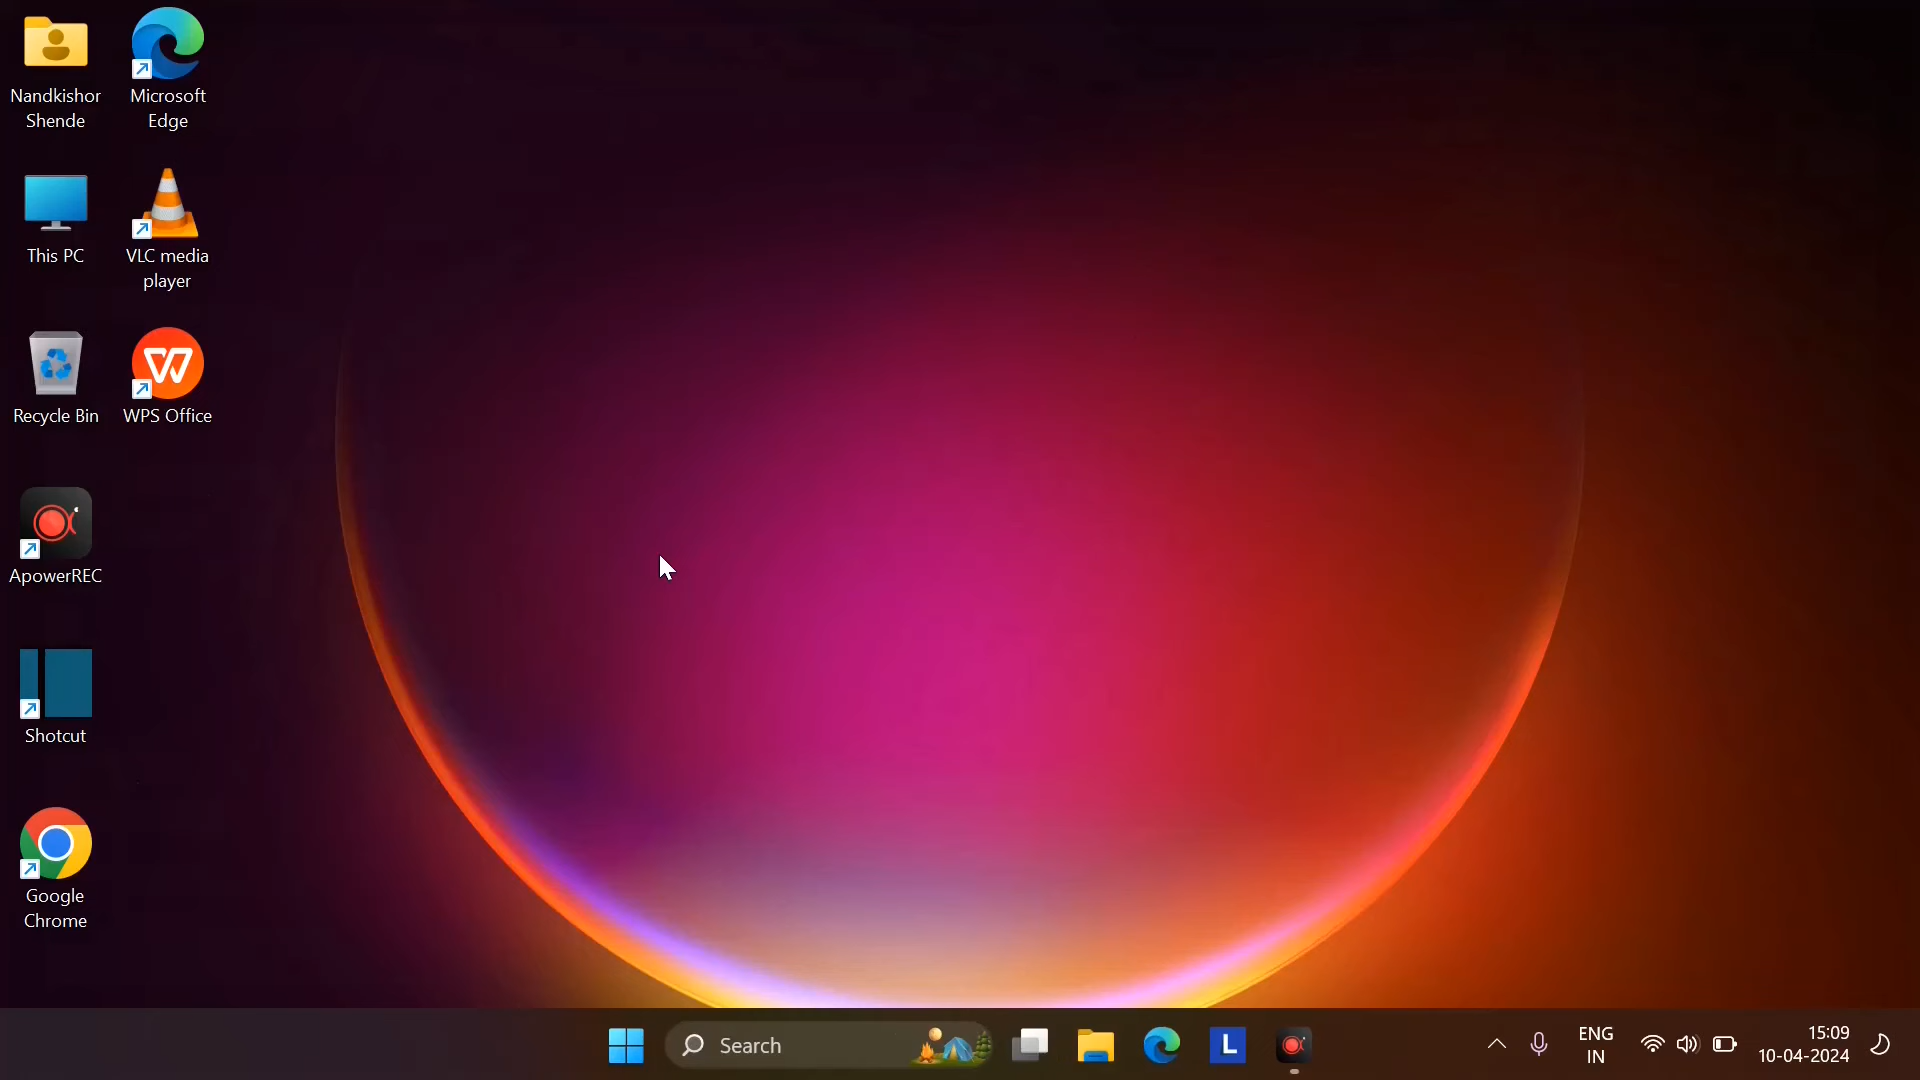 Nandkishor
Shende
Microsoft
Edge
This PC
VLC media
player
Recycle Bin
WPS Office
ApowerREC
Shotcut
Google
Chrome
Search
L
ENG
IN
15:09
10-04-2024